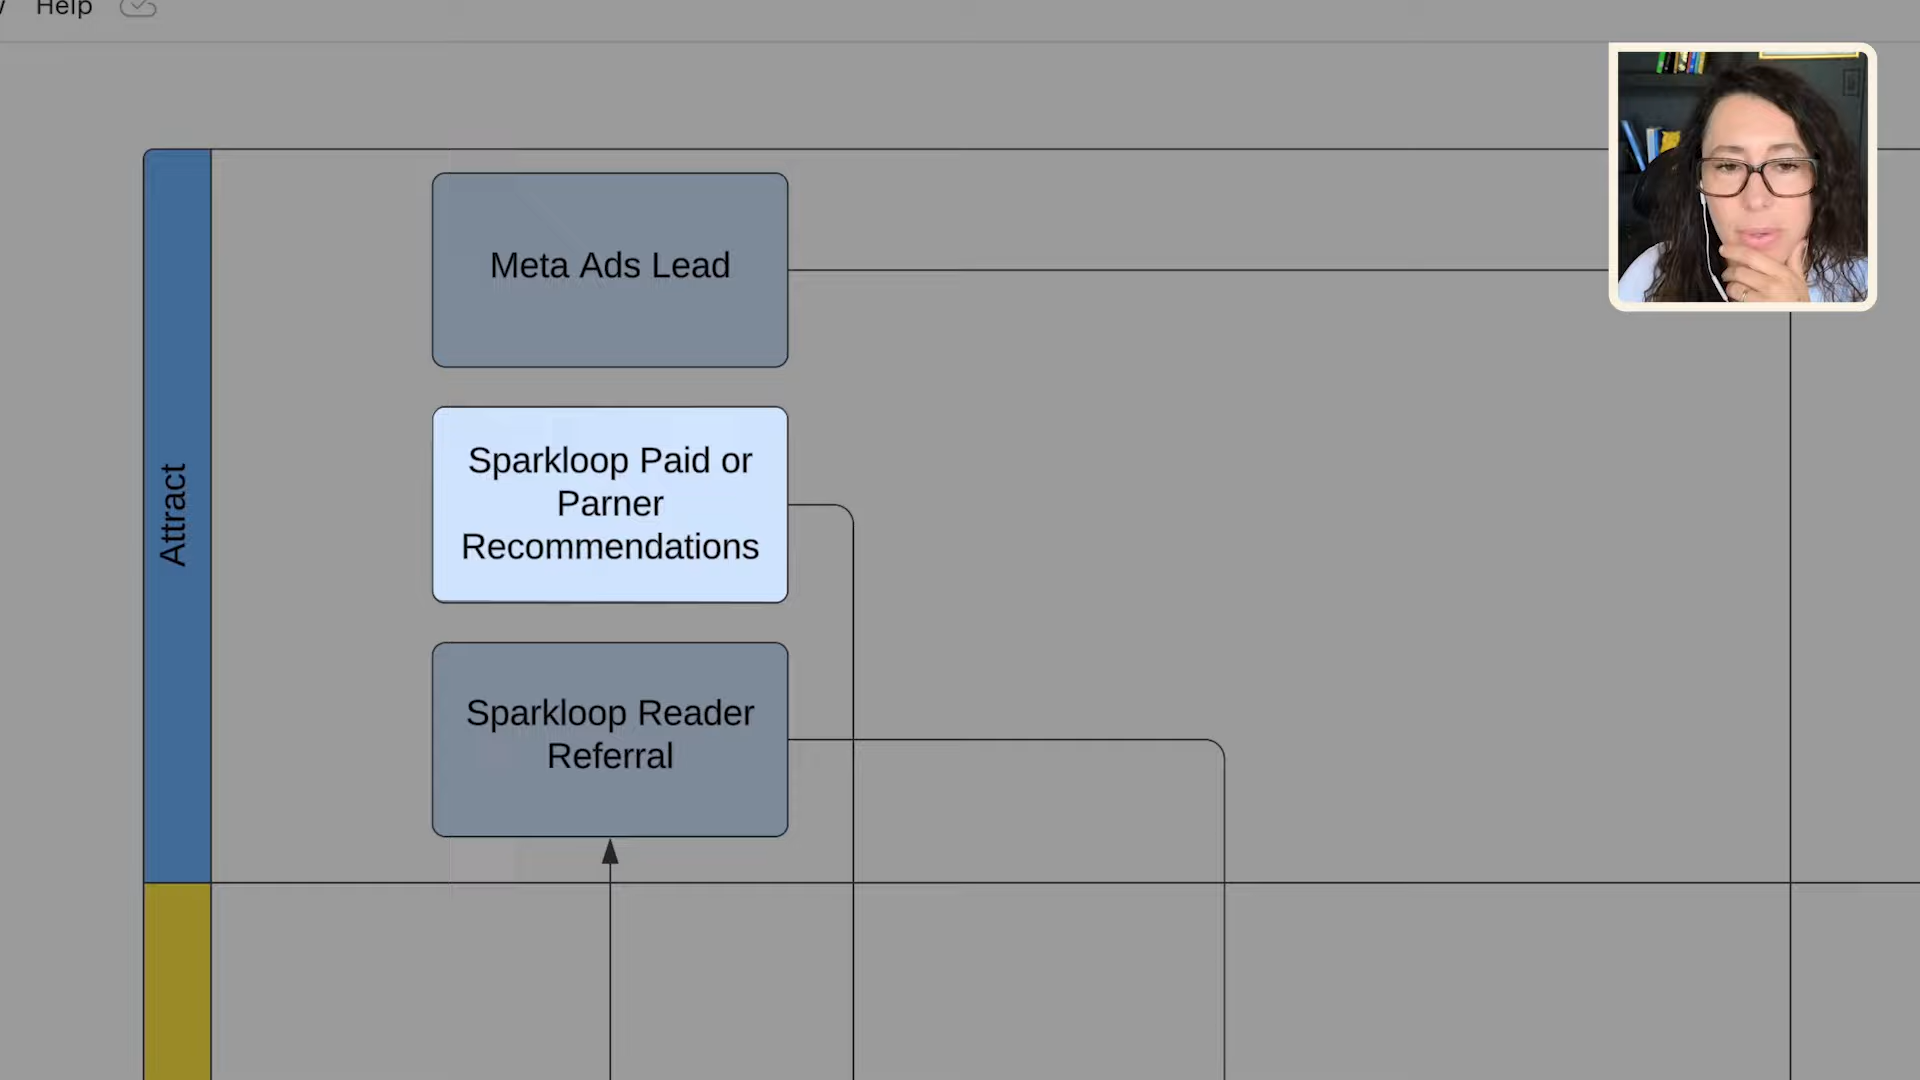 Help
Meta Ads Lead
Sparkloop Paid or
Parner
Recommendations
Attract
Sparkloop Reader
Referral